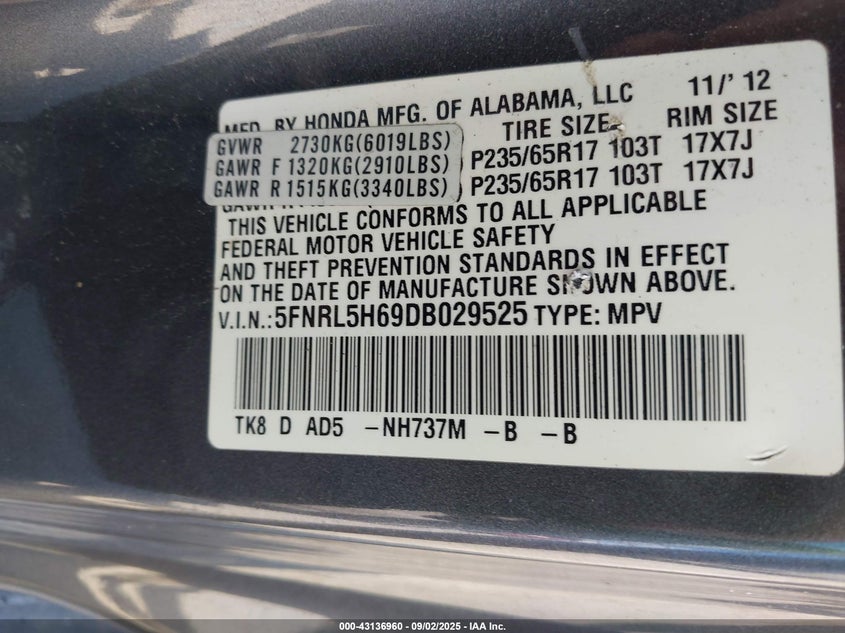 MFD. BY HONDA MFG. OF ALABAMA, LLC 11/'12
TIRE SIZE RIM SIZE
GVWR 2730KG(6019LBS)
GAWR F 1320KG(2910LBS) P235/65R17 103T 17X7J
GAWR R 1515KG(3340LBS) P235/65R17 103T 17X7J
THIS VEHICLE CONFORMS TO ALL APPLICABLE
FEDERAL MOTOR VEHICLE SAFETY
AND THEFT PREVENTION STANDARDS IN EFFECT
ON THE DATE OF MANUFACTURE SHOWN ABOVE.
V.I.N.:5FNRL5H69DB029525 TYPE: MPV
TK8 D AD5 -NH737M -B -B
000-43136960 - 09/02/2025 - IAA Inc.